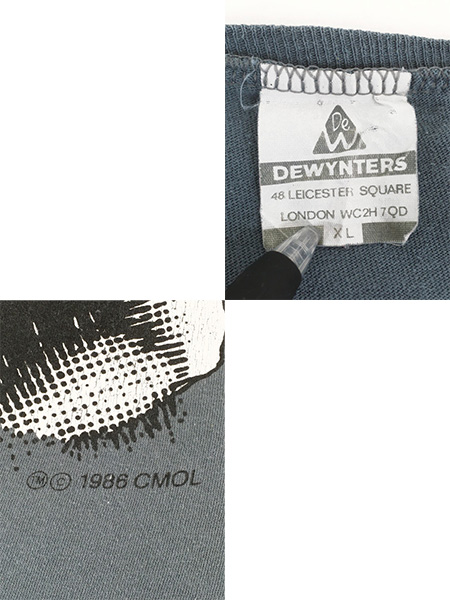 De
W
DEWYNTERS
48 LEICESTER SQUARE
LONDON WC2H 7QD
XL
TM © 1986 CMOL